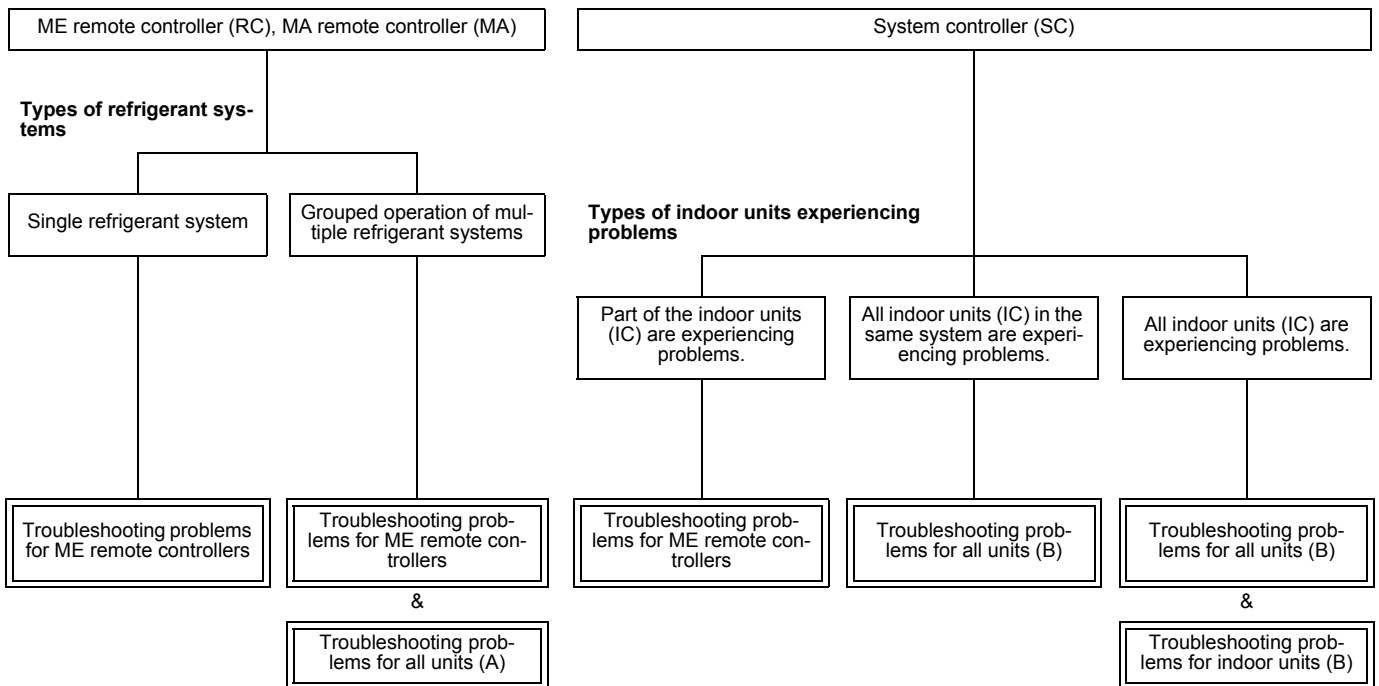 ME remote controller (RC), MA remote controller (MA)
System controller (SC)
Types of refrigerant sys-
tems
Single refrigerant system
Grouped operation of mul-
tiple refrigerant systems
Types of indoor units experiencing
problems
Part of the indoor units
(IC) are experiencing
problems.
All indoor units (IC) in the
same system are experi-
encing problems.
All indoor units (IC) are
experiencing problems.
Troubleshooting problems
for ME remote controllers
Troubleshooting prob-
lems for ME remote con-
trollers
&
Troubleshooting prob-
lems for all units (A)
Troubleshooting prob-
lems for ME remote con-
trollers
Troubleshooting prob-
lems for all units (B)
Troubleshooting prob-
lems for all units (B)
&
Troubleshooting prob-
lems for indoor units (B)